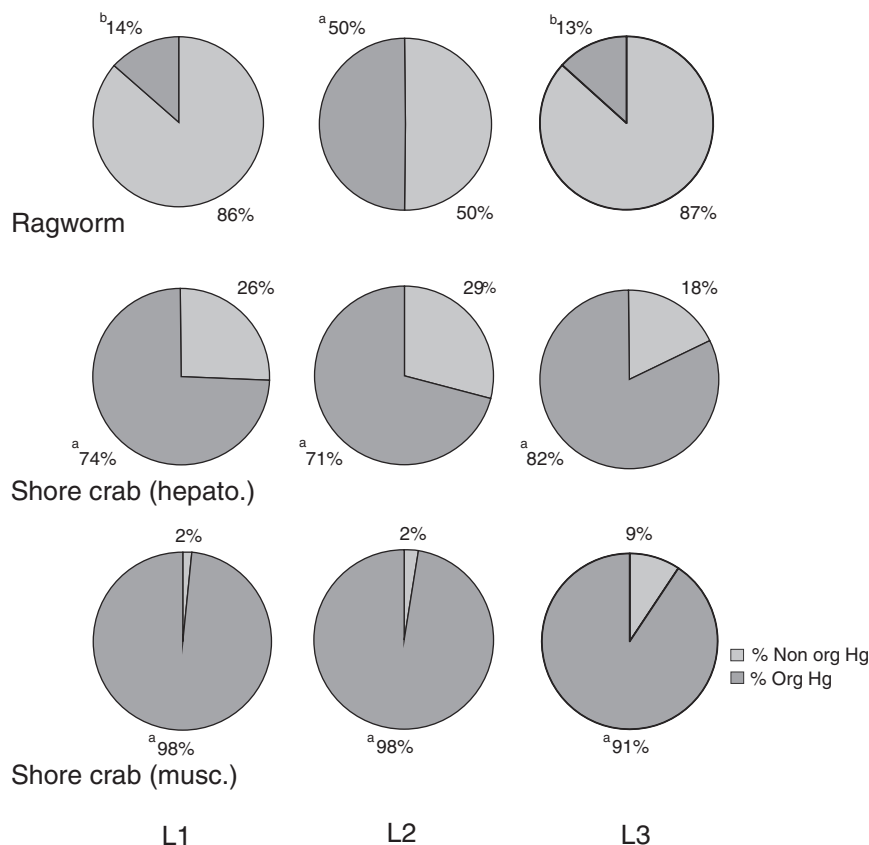 b14% a50% b13%
86% 50% 87%
Ragworm
26% 29% 18%
a74% a71% a82%
Shore crab (hepato.)
2% 2% 9%
% Non org Hg
% Org Hg
a98% a98% a91%
Shore crab (musc.)
L1 L2 L3